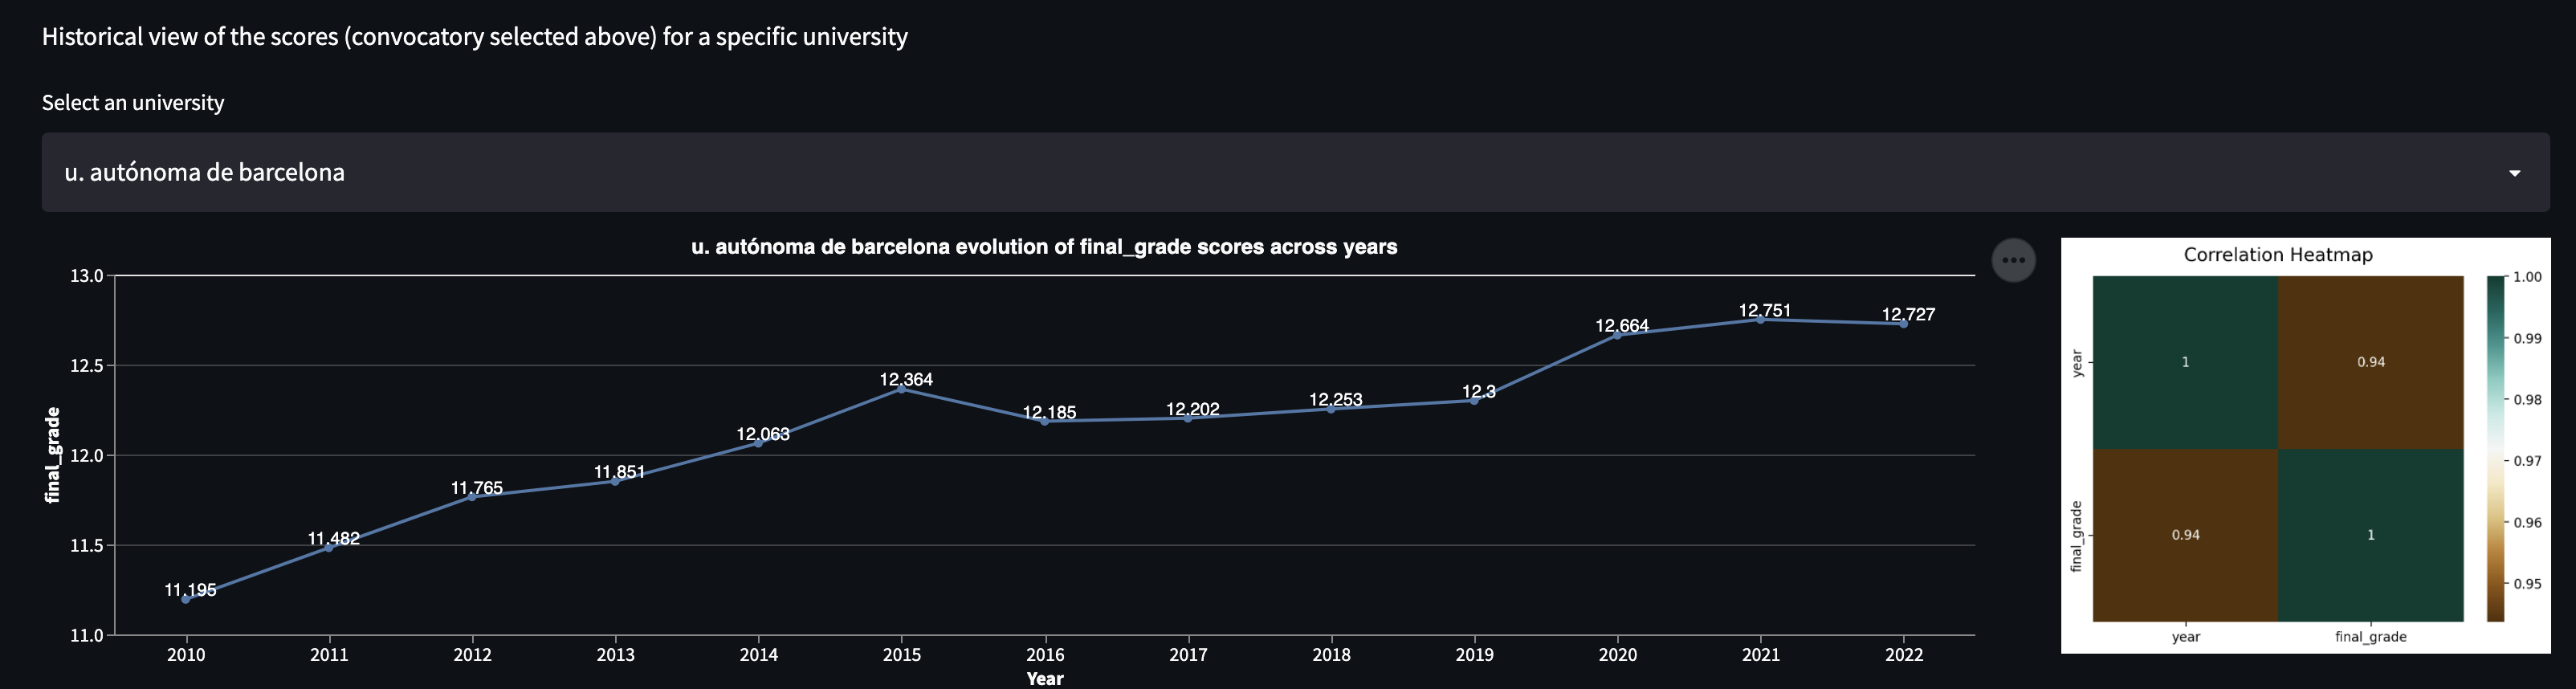 Historical view of the scores (convocatory selected above) for a specific university
Select an university
u. autónoma de barcelona
u. autónoma de barcelona evolution of final_grade scores across years
final_grade
13.0
12.5
12.0
11.5
11.0
11.195
11.482
11.765
11.851
12.063
12.364
12.185
12.202
12.253
12.3
12.664
12.751
12.727
2010 2011 2012 2013 2014 2015 2016 2017 2018 2019 2020 2021 2022
Year
Correlation Heatmap
year
final_grade
1 0.94
0.94 1
year final_grade
1.00
0.99
0.98
0.97
0.96
0.95